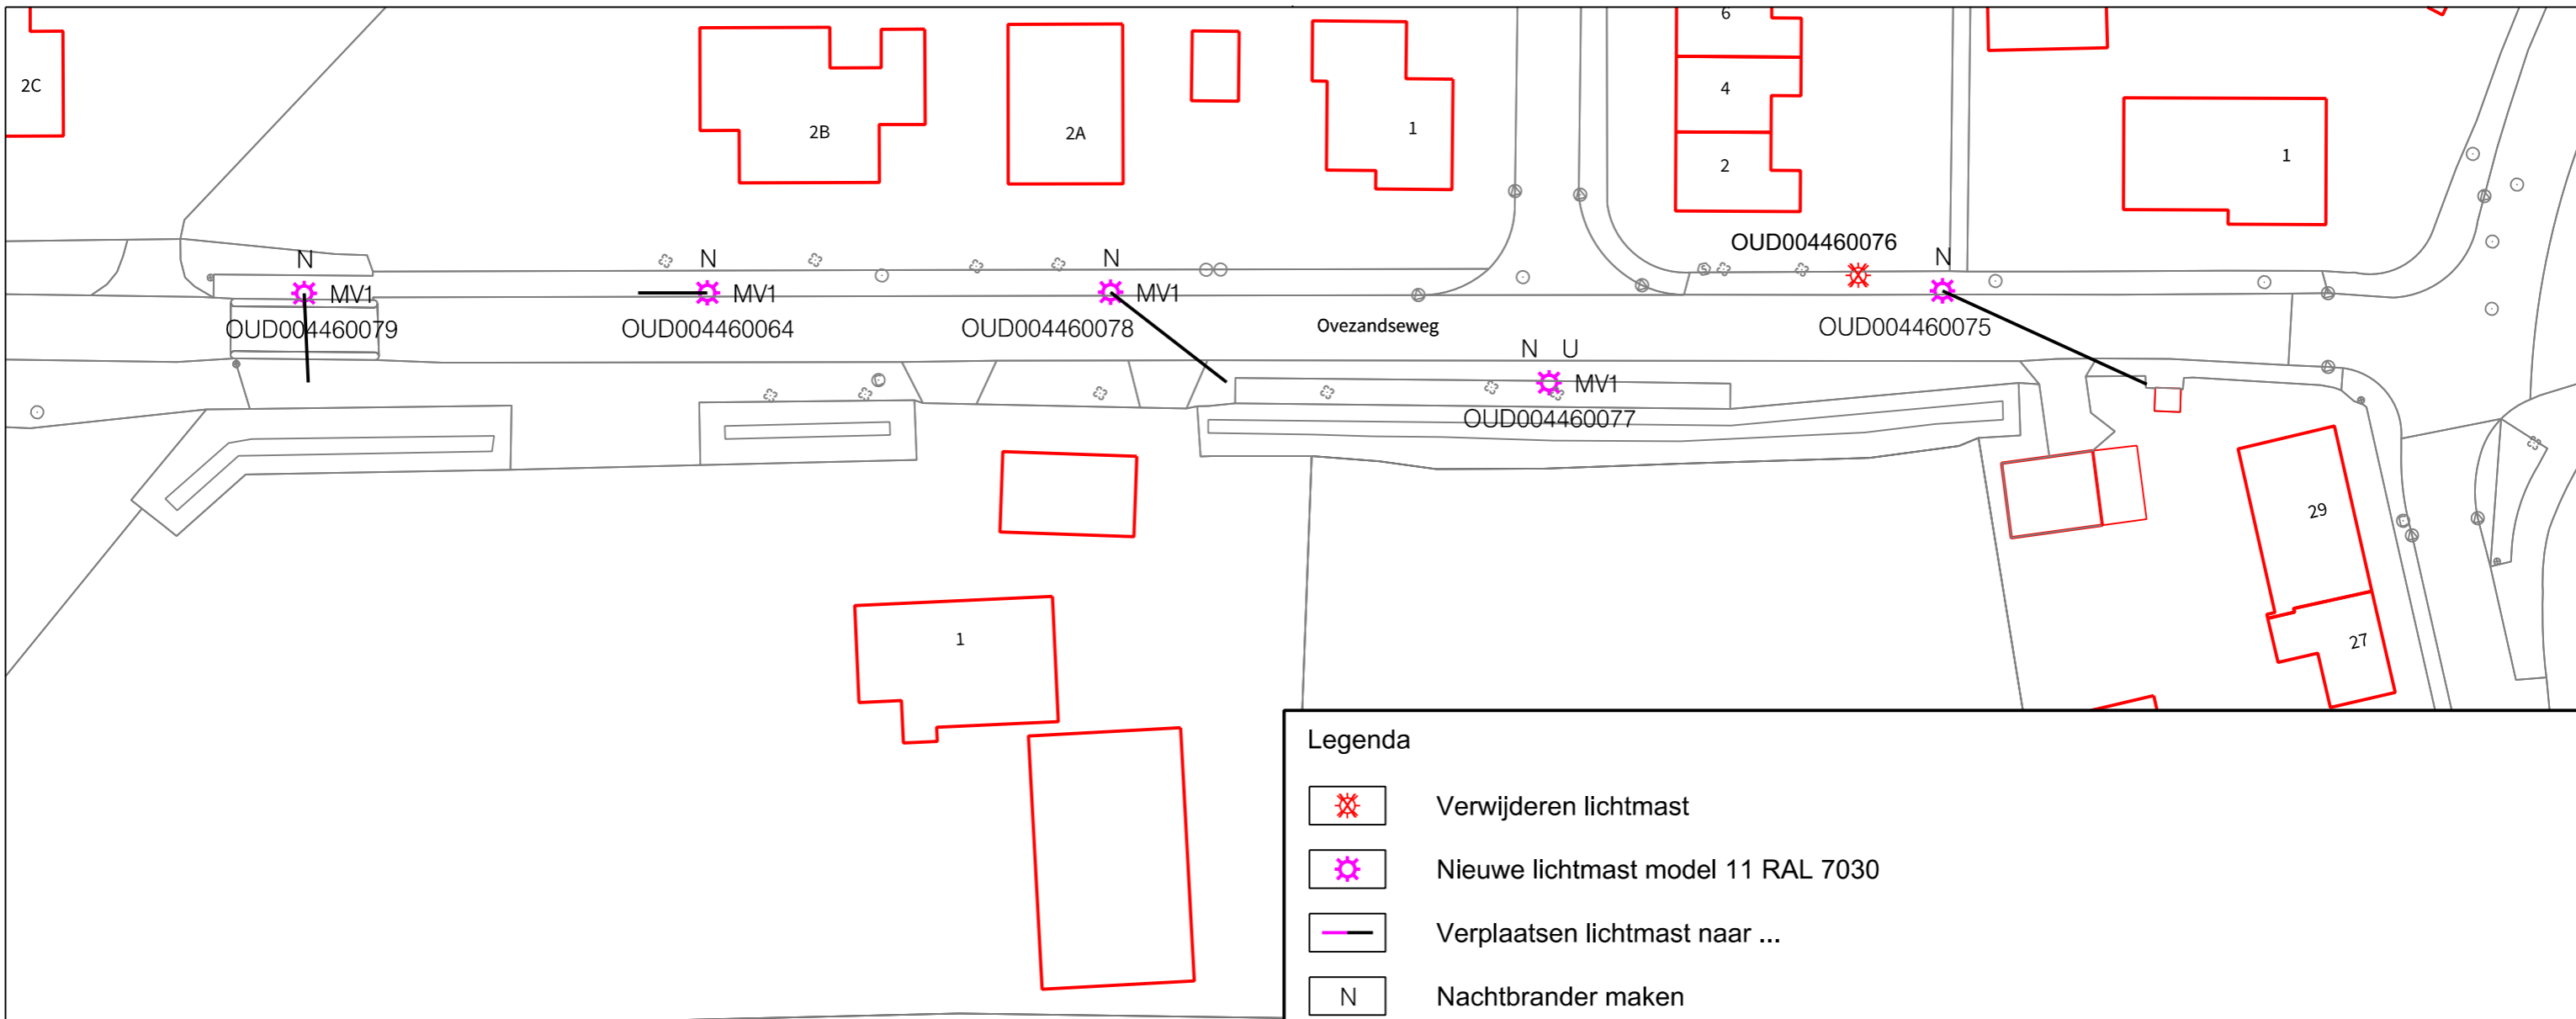 6
2C
4
2B
2A
1
2
1
OUD004460076
N
N
N
N
MV1
MV1
MV1
OUD004460079
OUD004460064
OUD004460078
Ovezandseweg
OUD004460075
N U
MV1
OUD004460077
29
27
1
Legenda
Verwijderen lichtmast
Nieuwe lichtmast model 11 RAL 7030
Verplaatsen lichtmast naar ...
N Nachtbrander maken